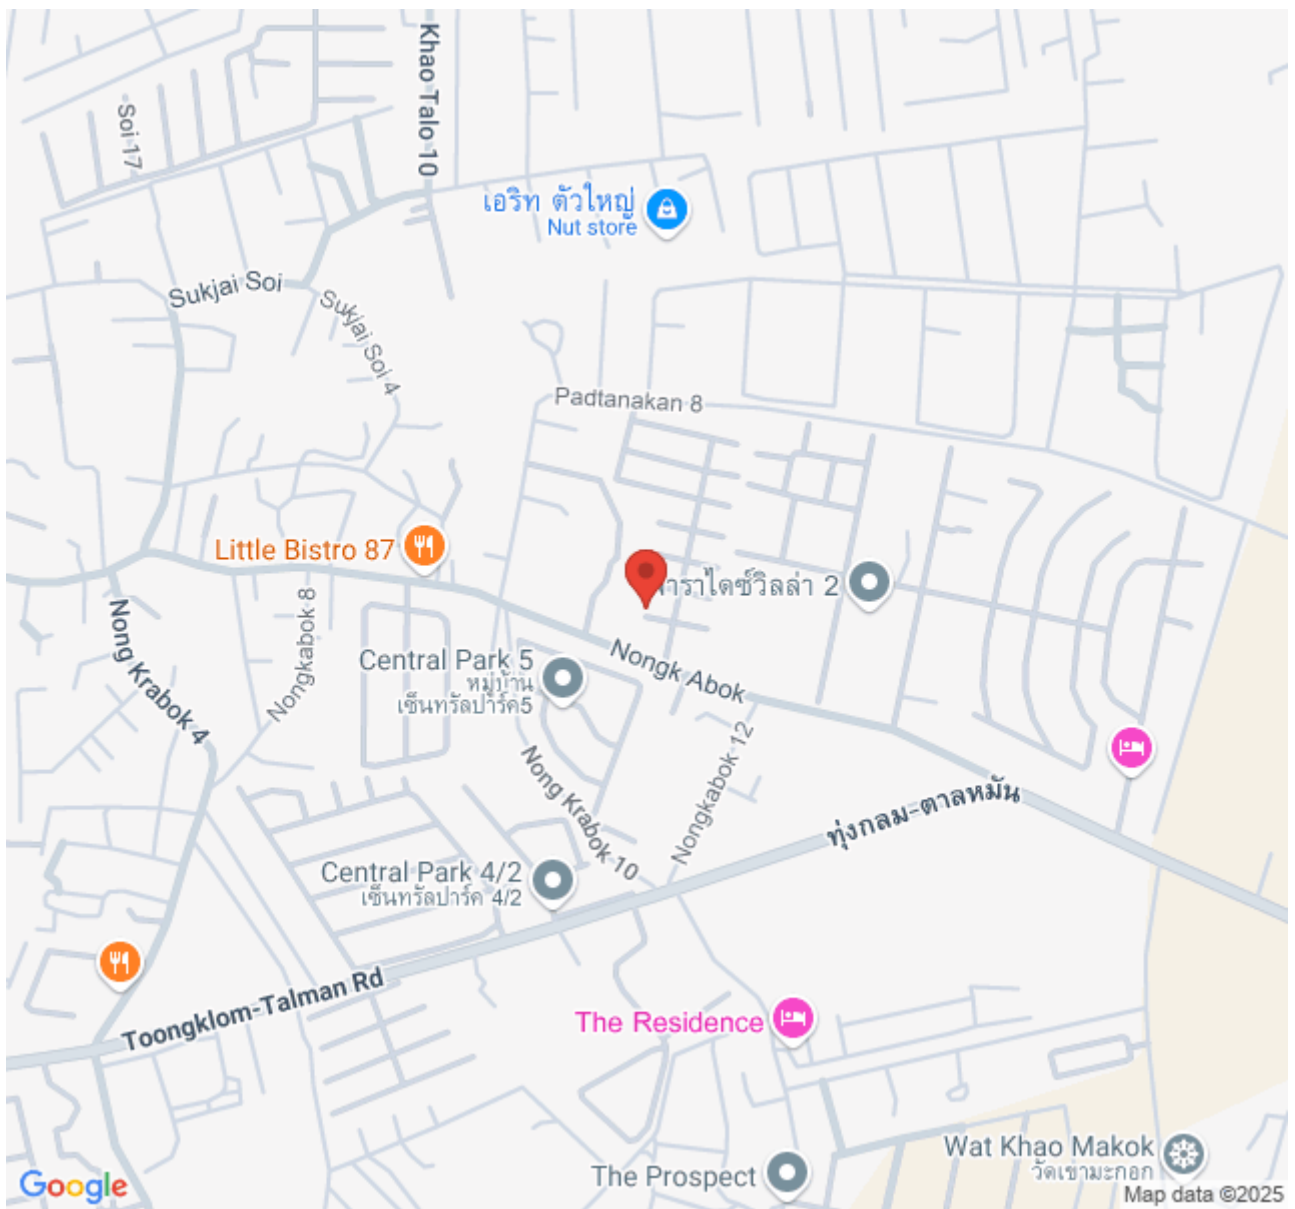 Khao Talo 10
Soi 17
เอริท ตัวใหญ่
Nut store
Sukjai Soi
Sukjai Soi 4
Padtanakan 8
Little Bistro 87
าราไดซ์วิลล่า 2
Nongkabok 8
Nong Krabok 4
Nongk Abok
Central Park 5
หมู่บ้าน
เซ็นทรัลปาร์ค5
Nongkabok 12
Nong Krabok 10
ทุ่งกลม-ตาลหมัน
Central Park 4/2
เซ็นทรัลปาร์ค 4/2
Toongklom-Talman Rd
The Residence
Wat Khao Makok
วัดเขามะกอก
The Prospect
Google
Map data ©2025